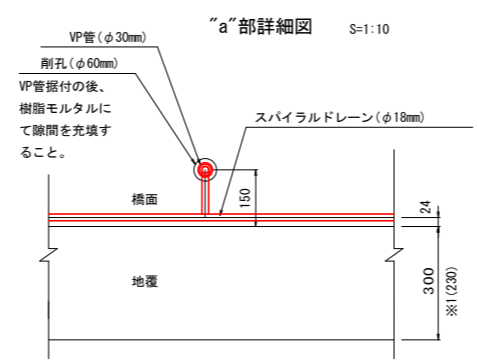 "a"部詳細図 S=1:10
VP管(φ30mm)
削孔(φ60mm)
VP管据付の後、
樹脂モルタルに
て隙間を充填す
ること。
スパイラルドレーン(φ18mm)
150
橋面
24
地覆
300
※1(230)